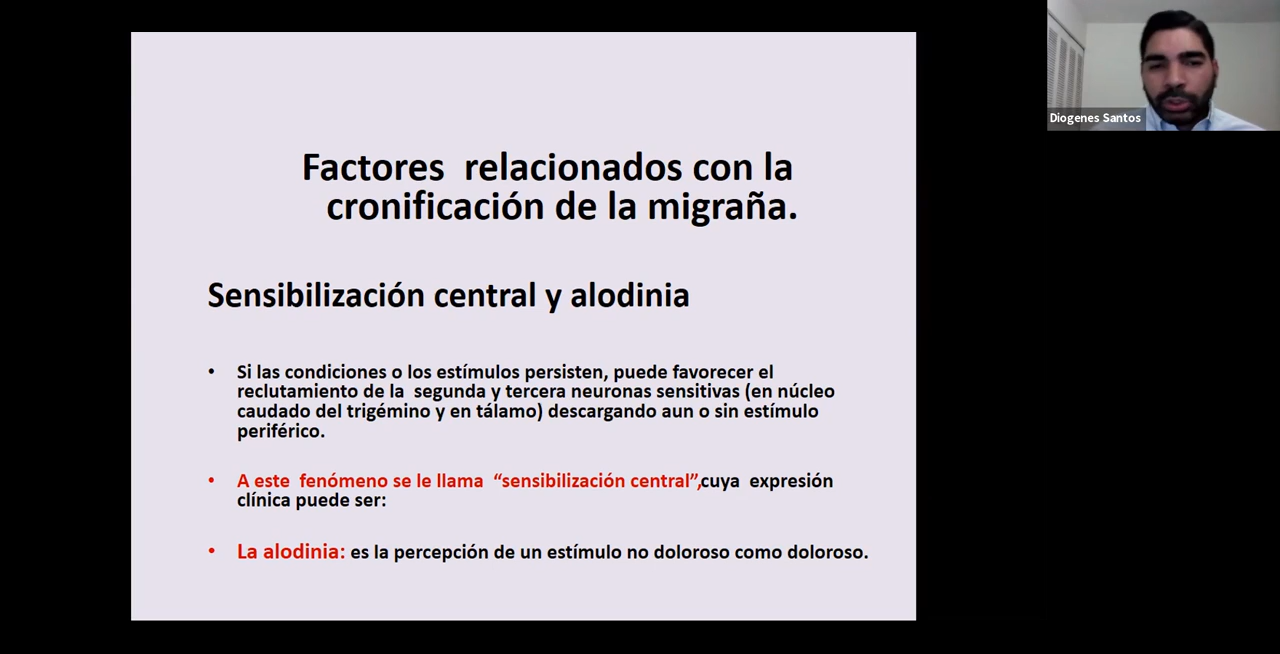 Factores  relacionados con la
cronificación de la migraña.
Sensibilización central y alodinia
• Si las condiciones o los estímulos persisten, puede favorecer el
reclutamiento de la  segunda y tercera neuronas sensitivas (en núcleo
caudado del trigémino y en tálamo) descargando aun o sin estímulo
periférico.
• A este  fenómeno se le llama  “sensibilización central”,cuya  expresión
clínica puede ser:
• La alodinia: es la percepción de un estímulo no doloroso como doloroso.
Diogenes Santos